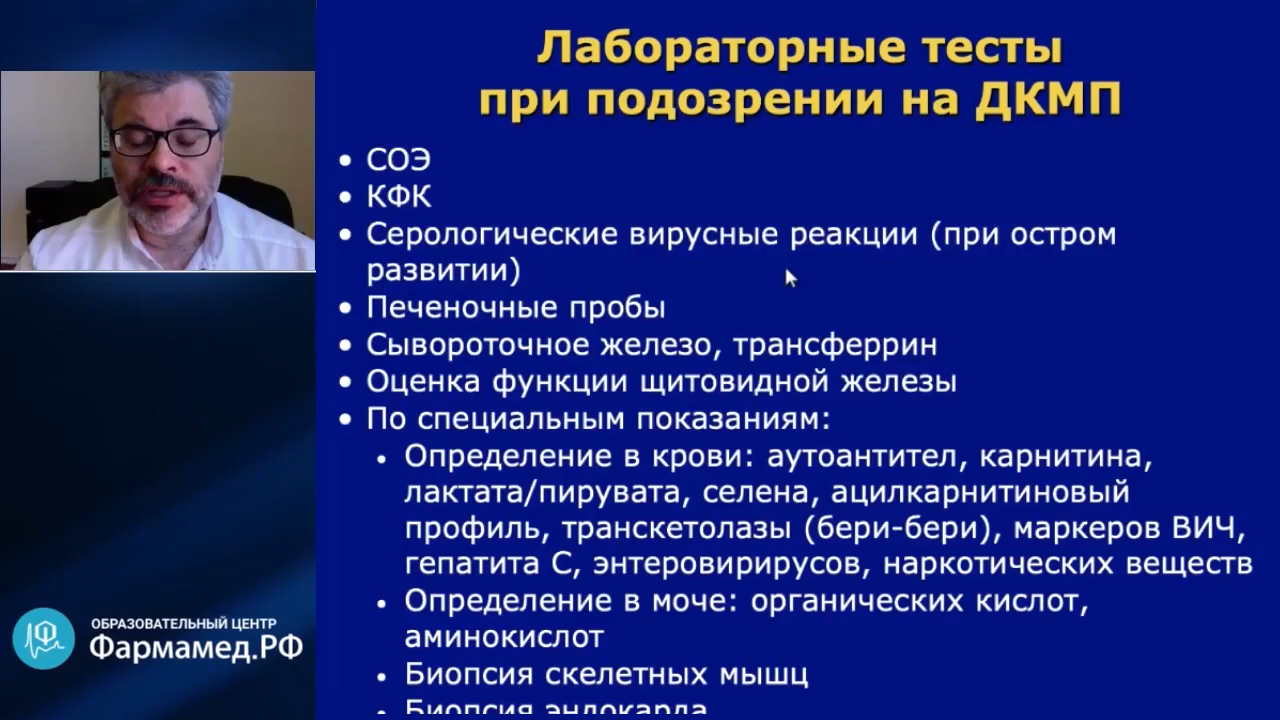 Лабораторные тесты
при подозрении на ДКМП
• СОЭ
• КФК
• Серологические вирусные реакции (при остром
развитии)
• Печеночные пробы
• Сывороточное железо, трансферрин
• Оценка функции щитовидной железы
• По специальным показаниям:
• Определение в крови: аутоантител, карнитина,
лактата/пирувата, селена, ацилкарнитиновый
профиль, транскетолазы (бери-бери), маркеров ВИЧ,
гепатита С, энтеровирирусов, наркотических веществ
• Определение в моче: органических кислот,
аминокислот
• Биопсия скелетных мышц
• Биопсия эндокарда
ОБРАЗОВАТЕЛЬНЫЙ ЦЕНТР
Фармамед.РФ